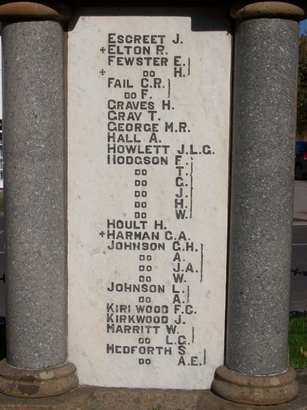 ESCREET J.
+ELTON R.
FEWSTER E.
+ DO H.
FAIL C.R.
DO F.
GRAVES H.
GRAY T.
GEORGE M.R.
HALL A.
HOWLETT J.L.G.
HODGSON F.
DO T.
DO G.
DO J.
DO H.
DO W.
HOULT H.
+HARMAN G.A.
JOHNSON G.H.
DO A.
DO J.A.
DO W.
JOHNSON L.
DO A.
KIRKWOOD F.G.
KIRKWOOD J.
MARRITT W.
DO L.G.
MEDFORTH S.
DO A.E.